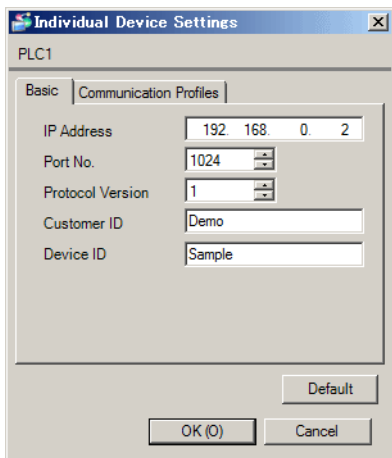 Individual Device Settings
PLC1
Basic Communication Profiles
IP Address 192. 168. 0. 2
Port No. 1024
Protocol Version 1
Customer ID Demo
Device ID Sample
Default
OK (O) Cancel